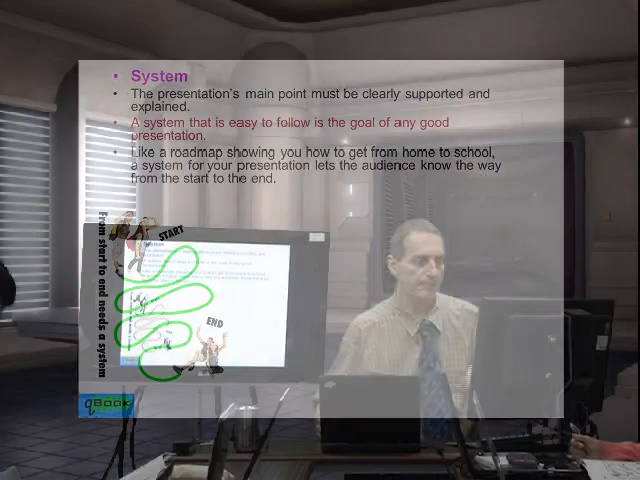 • System
• The presentation's main point must be clearly supported and
explained.
• A system that is easy to follow is the goal of any good
presentation.
• Like a roadmap showing you how to get from home to school,
a system for your presentation lets the audience know the way
from the start to the end.
From start to end needs a system
START
END
qBOOK